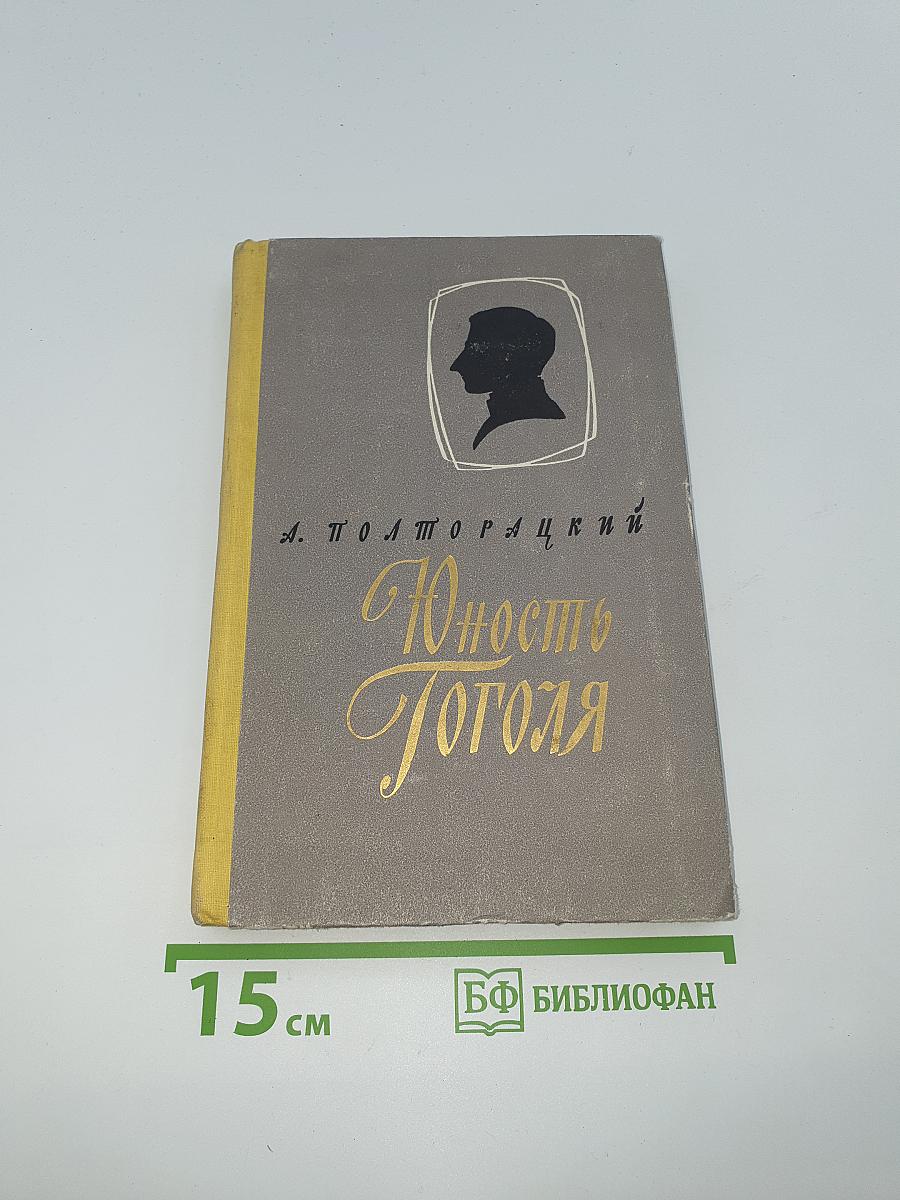 А. ПОЛТОРАЦКИЙ
Юность
Гоголя
15 см
БФ БИБЛИОФАН